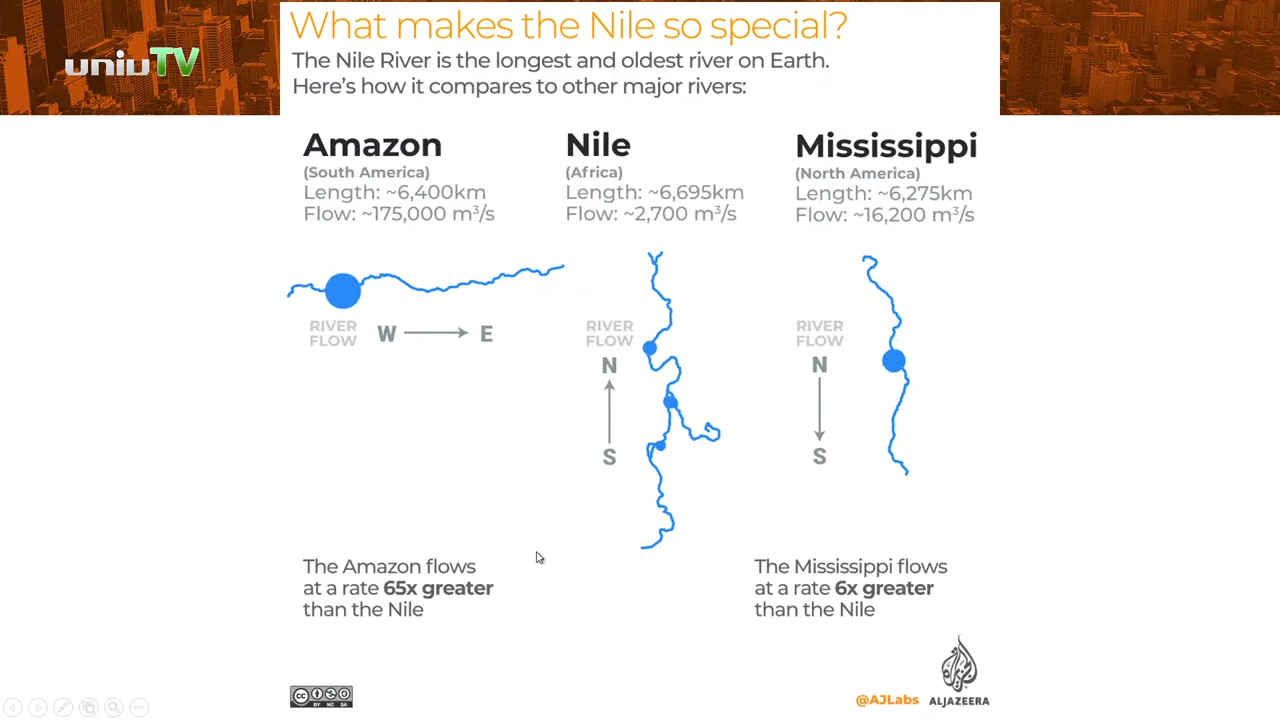 uniuTV
What makes the Nile so special?
The Nile River is the longest and oldest river on Earth.
Here's how it compares to other major rivers:
Amazon
(South America)
Length: ~6,400km
Flow: ~175,000 m³/s
RIVER
FLOW
W
E
The Amazon flows
at a rate 65x greater
than the Nile
Nile
(Africa)
Length: ~6,695km
Flow: ~2,700 m³/s
RIVER
FLOW
N
S
Mississippi
(North America)
Length: ~6,275km
Flow: ~16,200 m³/s
RIVER
FLOW
N
S
The Mississippi flows
at a rate 6x greater
than the Nile
cc
BY NC SA
@AJLabs
ALJAZEERA